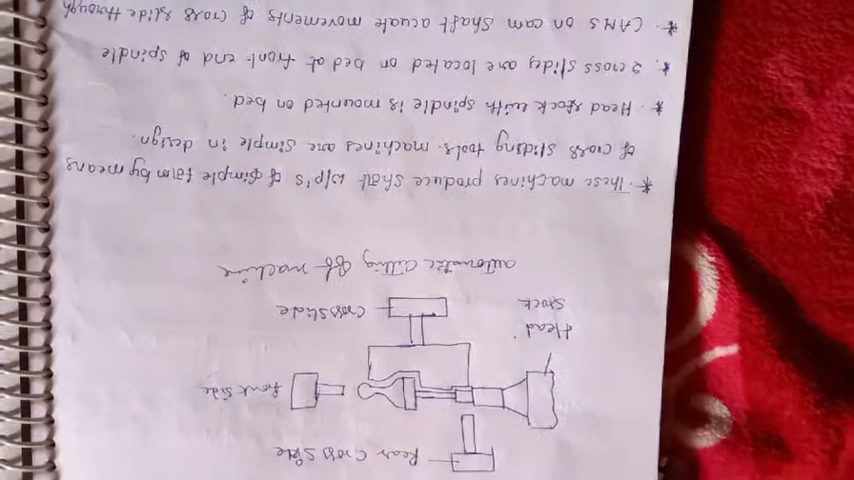 Rear Cross Slide
front slide
Head
Stock
Cross slide
automatic Cutting Off machine
* These machines produce short w/p's of simple form by means
of cross sliding tools. machines are simple in design.
* Head stock with spindle is mounted on bed.
* 2 cross slides are located on bed at front end of spindle
* CAMS on cam shaft acuate movements of cross slide through